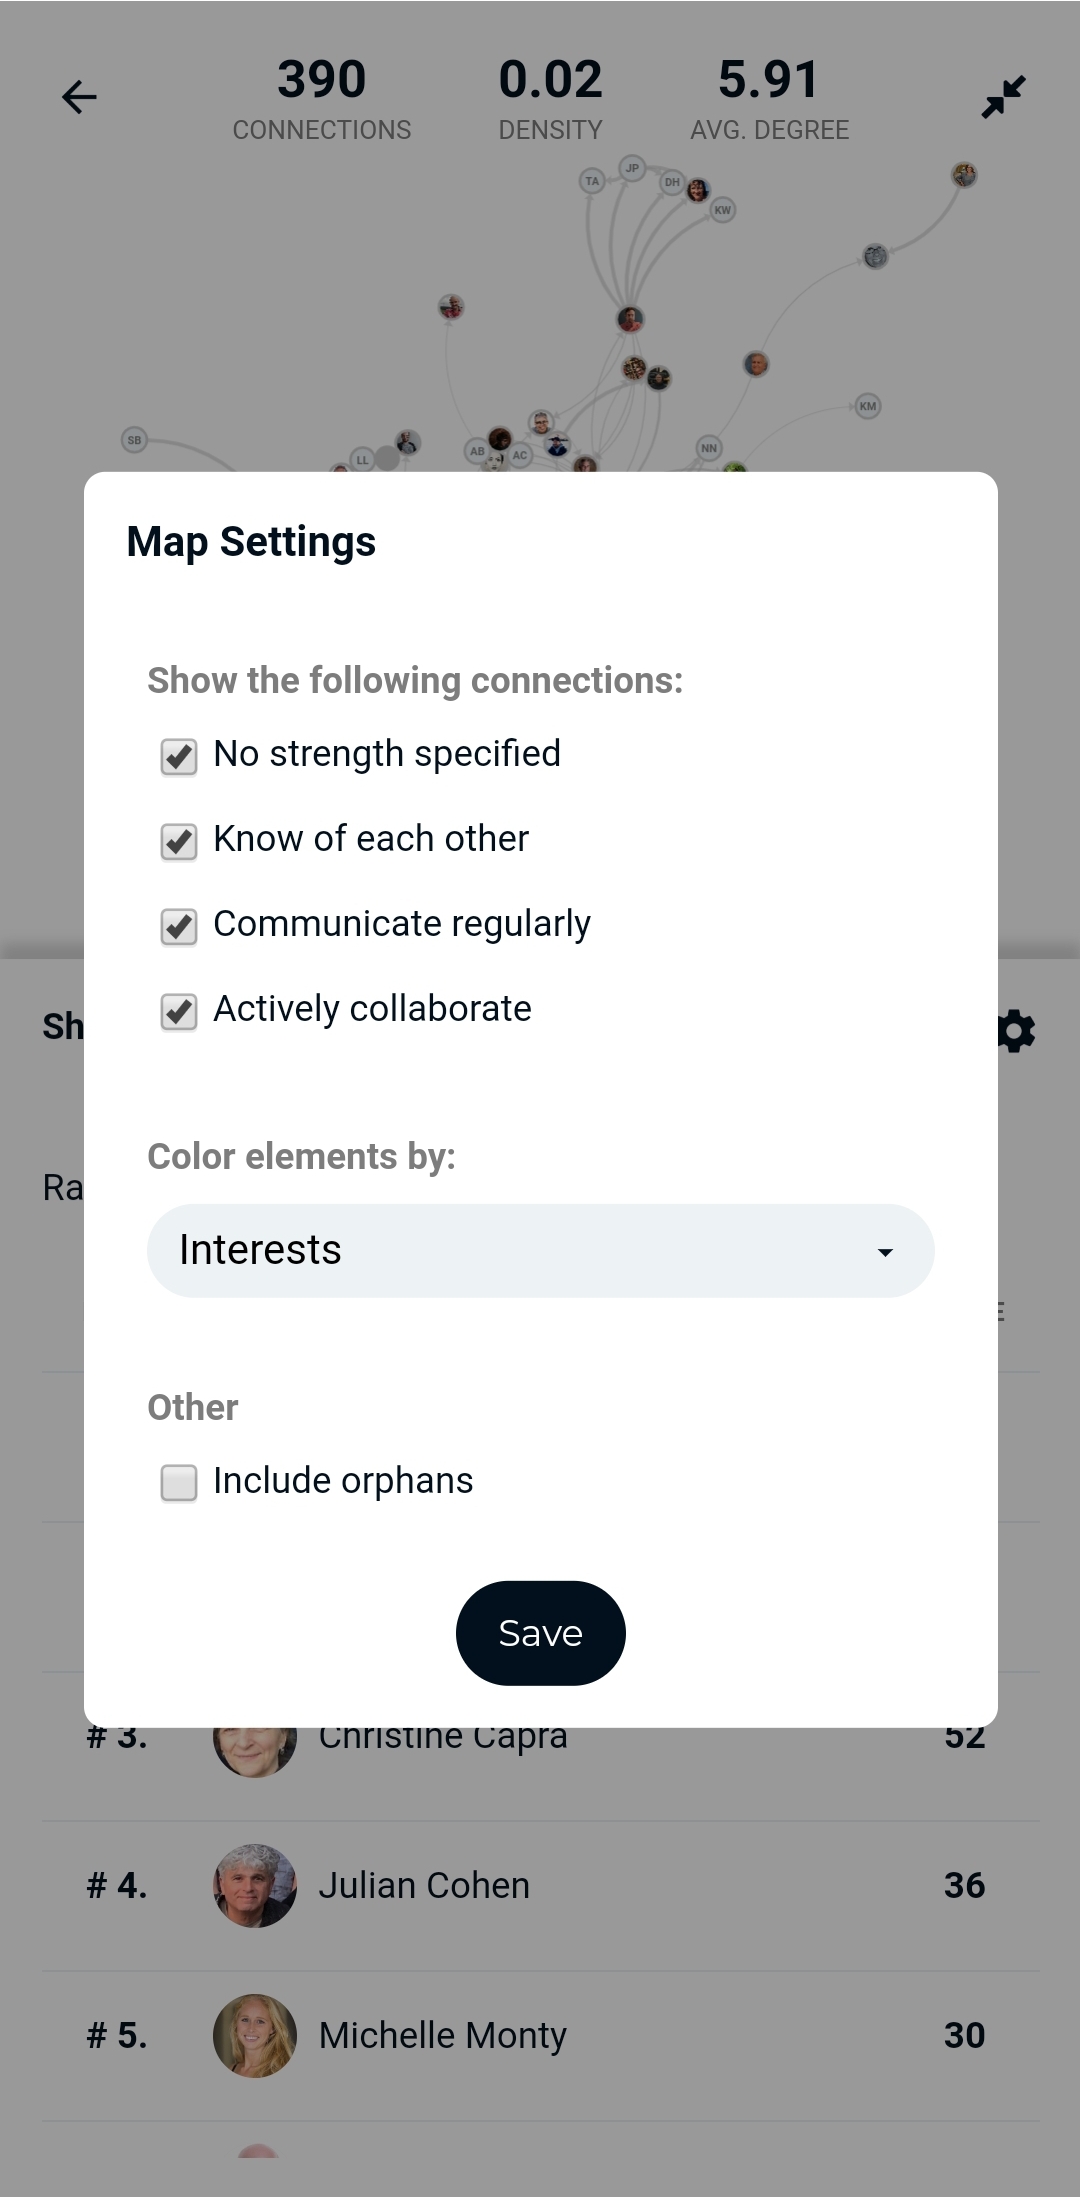 390 0.02 5.91
CONNECTIONS DENSITY AVG. DEGREE
JP
TA DH
KW
KM
SB
NN
AB AC
LL
Map Settings
Show the following connections:
No strength specified
Know of each other
Communicate regularly
Actively collaborate
Sh
Color elements by:
Ra
Interests
E
Other
Include orphans
Save
# 3. Christine Capra 52
# 4. Julian Cohen 36
# 5. Michelle Monty 30